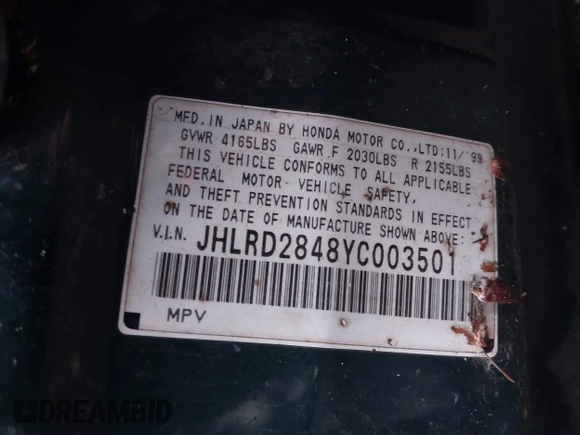 MFD. IN JAPAN BY HONDA MOTOR CO., LTD; 11/'99
GVWR 4165LBS GAWR F 2030LBS R 2155LBS
THIS VEHICLE CONFORMS TO ALL APPLICABLE
FEDERAL MOTOR VEHICLE SAFETY,
AND THEFT PREVENTION STANDARDS IN EFFECT
ON THE DATE OF MANUFACTURE SHOWN ABOVE.
V.I.N. JHLRD2848YC003501
MPV
DREAMBID